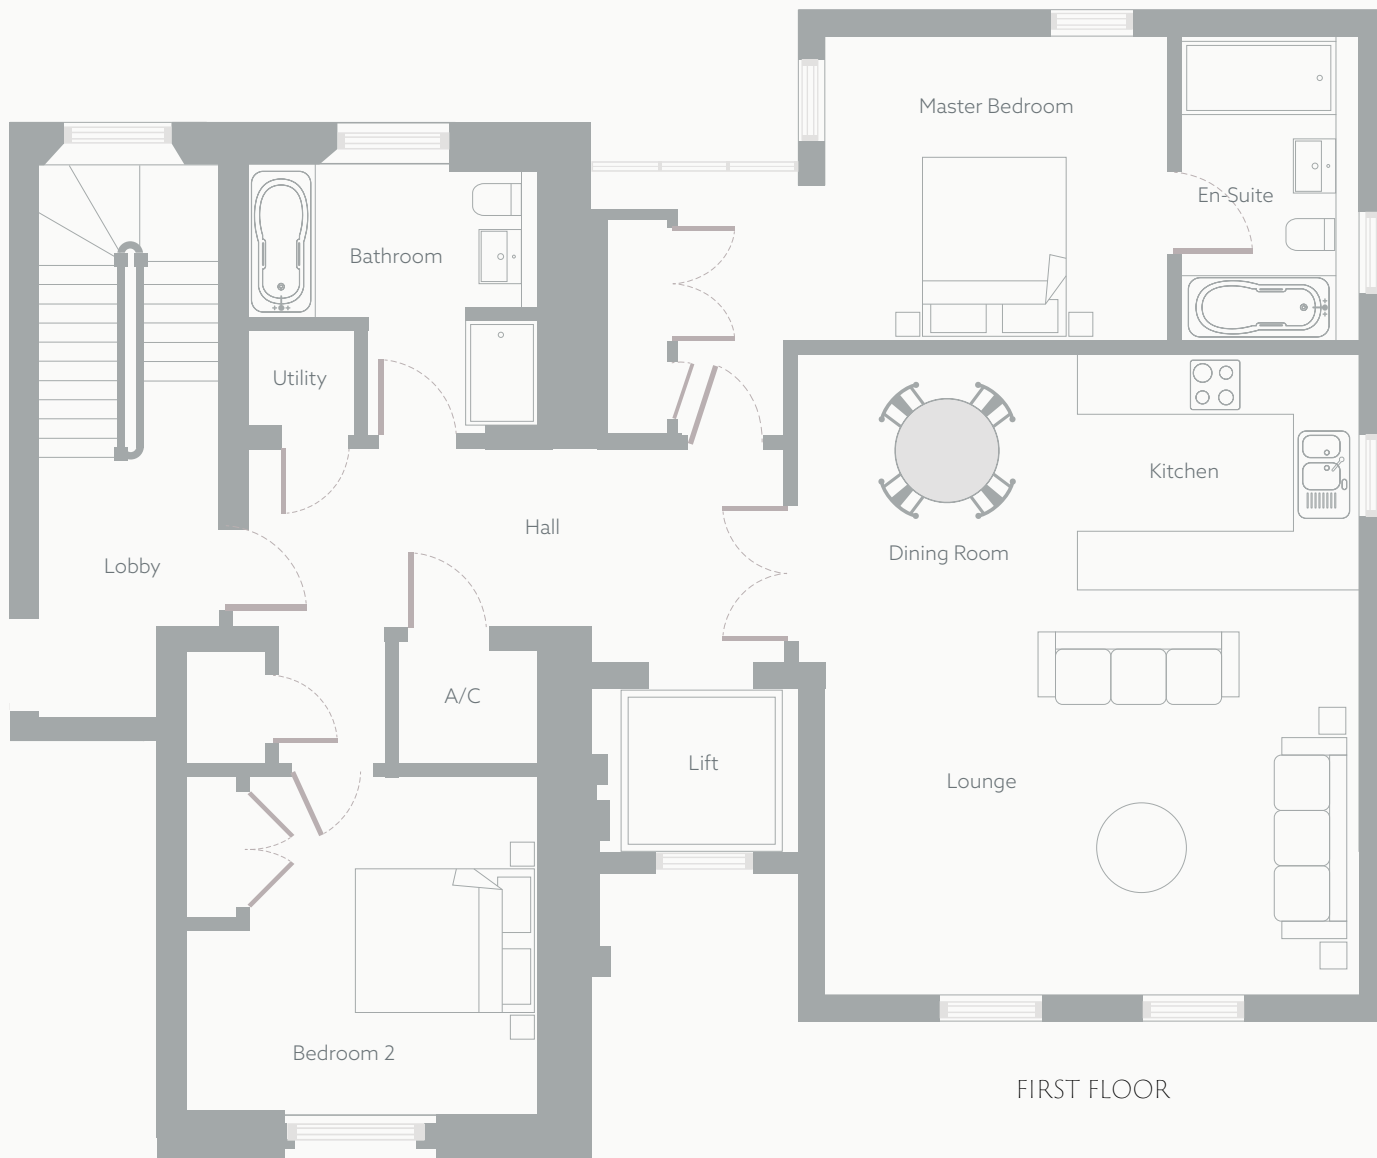 Master Bedroom
En-Suite
Bathroom
Utility
Kitchen
Hall
Dining Room
Lobby
A/C
Lift
Lounge
Bedroom 2
FIRST FLOOR